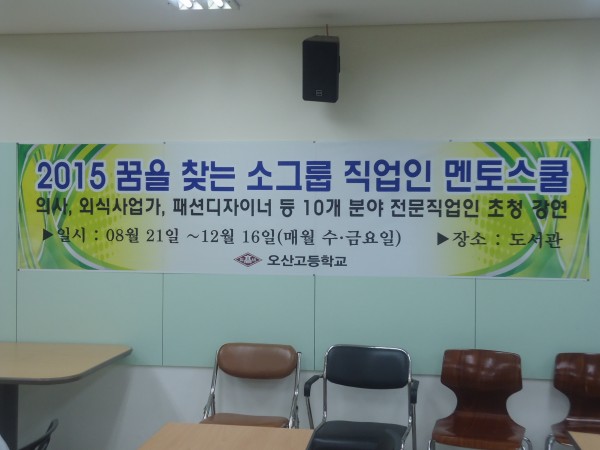 2015 꿈을 찾는 소그룹 직업인 멘토스쿨
의사, 외식사업가, 패션디자이너 등 10개 분야 전문직업인 초청 강연
▶일시 : 08월 21일 ~12월 16일(매월 수·금요일) ▶장소 : 도서관
오산고등학교